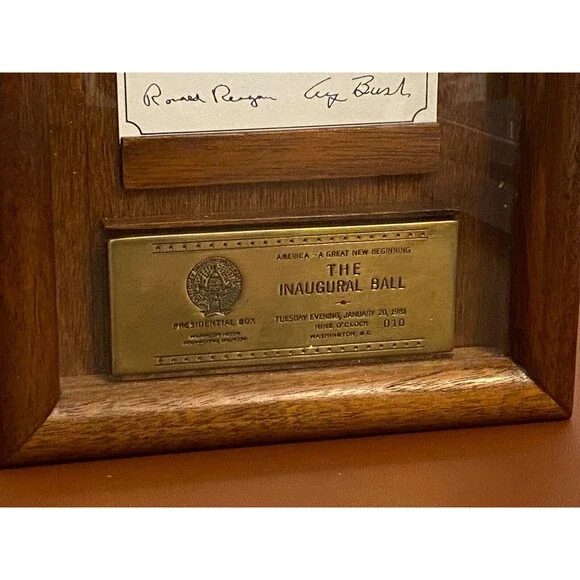 Ronald Reagan Bush
AMERICA - A GREAT NEW BEGINNING
THE
INAUGURAL BALL
TUESDAY EVENING, JANUARY 20, 1981
NINE O'CLOCK 010
WASHINGTON, D.C.
PRESIDENTIAL BOX